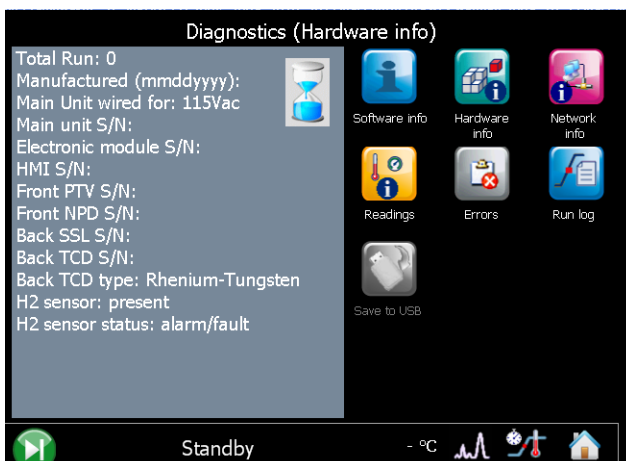 Diagnostics (Hardware info)
Total Run: 0
Manufactured (mmddyyyy):
Main Unit wired for: 115Vac
Main unit S/N:
Electronic module S/N:
HMI S/N:
Front PTV S/N:
Front NPD S/N:
Back SSL S/N:
Back TCD S/N:
Back TCD type: Rhenium-Tungsten
H2 sensor: present
H2 sensor status: alarm/fault
Software info
Hardware
info
Network
info
Readings
Errors
Run log
Save to USB
Standby
- °C